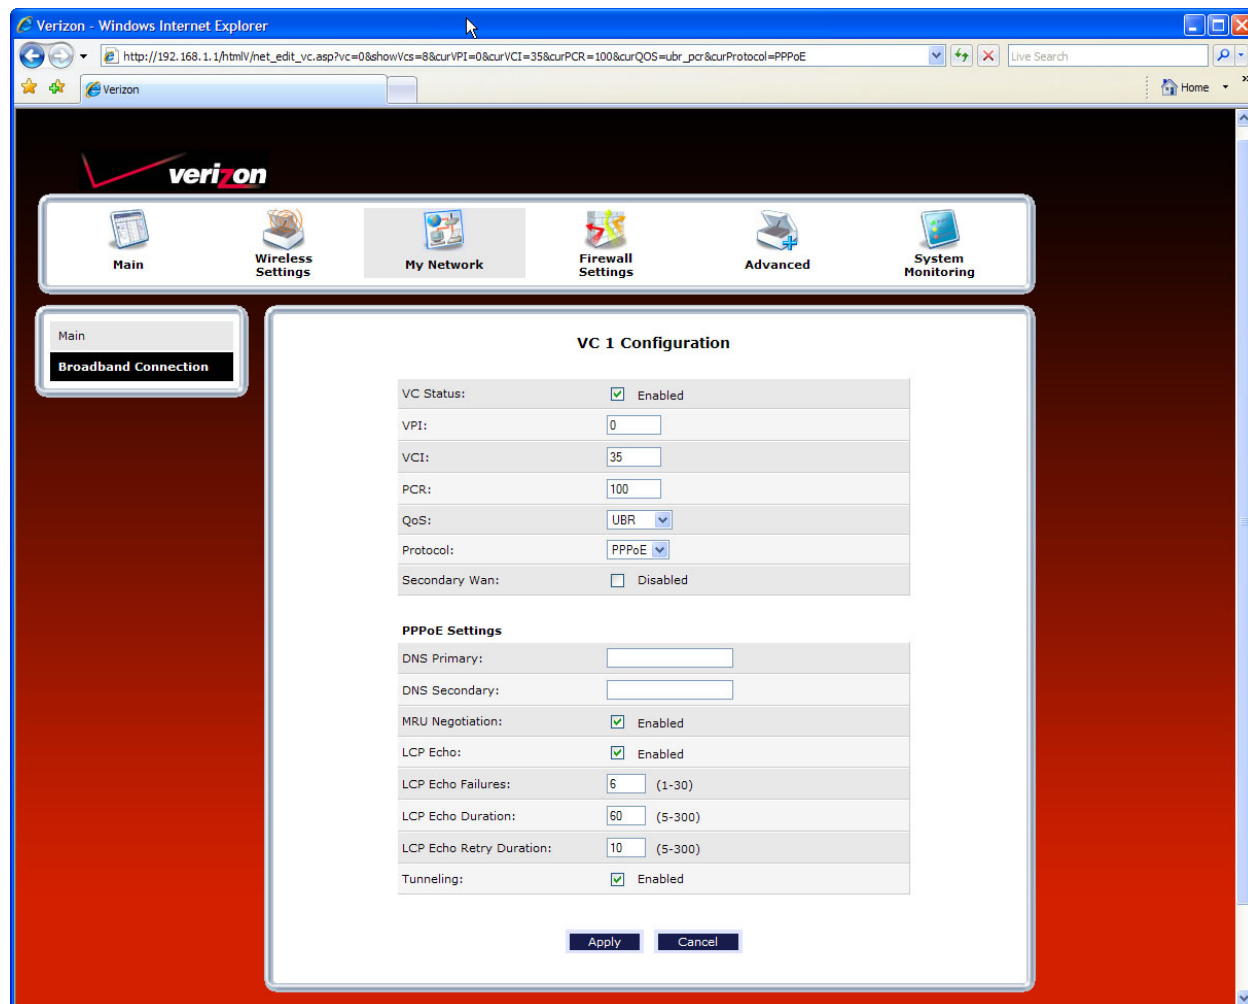 Verizon - Windows Internet Explorer
http://192.168.1.1/htmlV/net_edit_vc.asp?vc=0&showVcs=8&curVPI=0&curVCI=35&curPCR=100&curQOS=ubr_pcr&curProtocol=PPPoE
Live Search
Verizon
Home
verizon
Main
Wireless Settings
My Network
Firewall Settings
Advanced
System Monitoring
Main
Broadband Connection
VC 1 Configuration
VC Status: Enabled
VPI: 0
VCI: 35
PCR: 100
QoS: UBR
Protocol: PPPoE
Secondary Wan: Disabled
PPPoE Settings
DNS Primary:
DNS Secondary:
MRU Negotiation: Enabled
LCP Echo: Enabled
LCP Echo Failures: 6 (1-30)
LCP Echo Duration: 60 (5-300)
LCP Echo Retry Duration: 10 (5-300)
Tunneling: Enabled
Apply Cancel